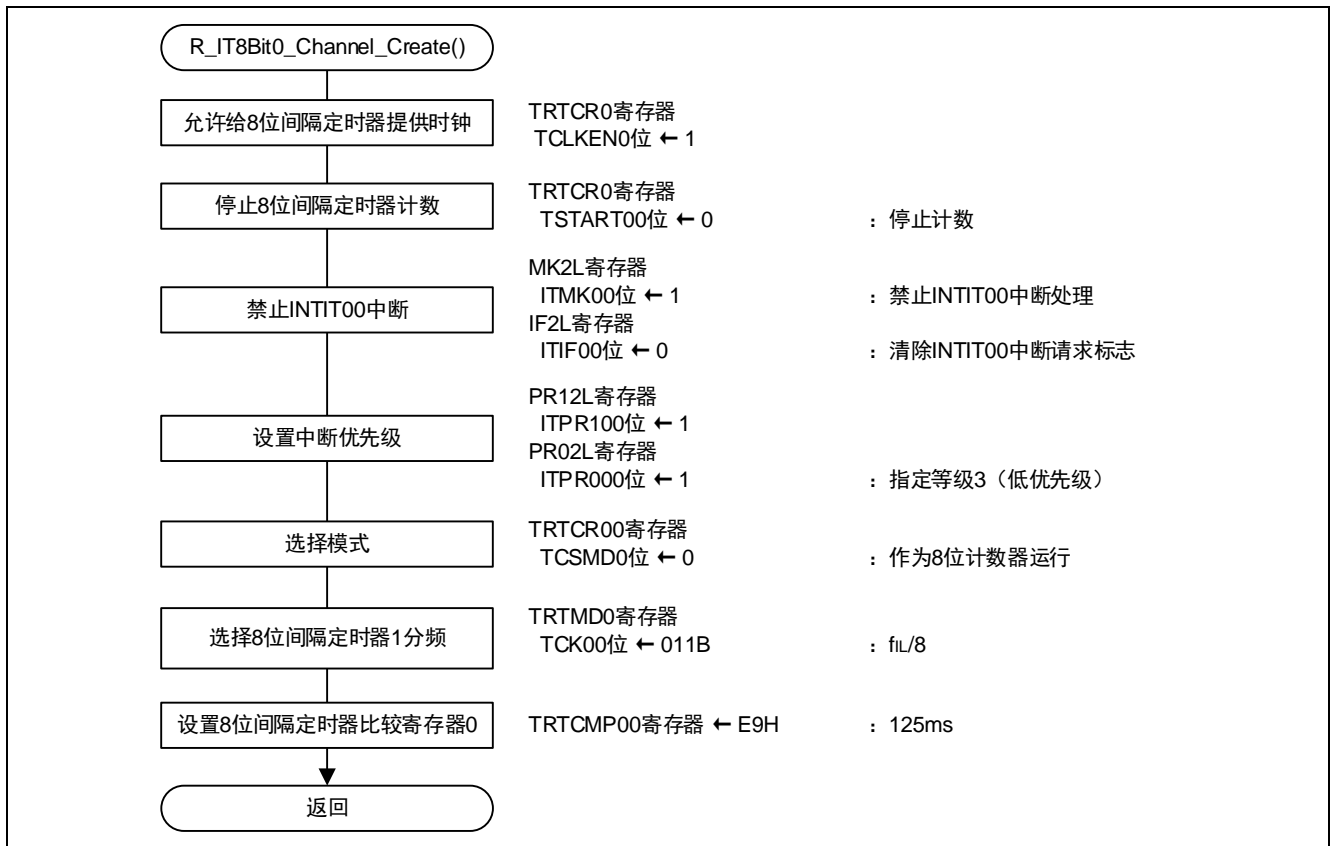 R_IT8Bit0_Channel_Create()
允许给8位间隔定时器提供时钟
TRTCR0寄存器
TCLKEN0位 ← 1
停止8位间隔定时器计数
TRTCR0寄存器
TSTART00位 ← 0 : 停止计数
禁止INTIT00中断
MK2L寄存器
ITMK00位 ← 1 : 禁止INTIT00中断处理
IF2L寄存器
ITIF00位 ← 0 : 清除INTIT00中断请求标志
设置中断优先级
PR12L寄存器
ITPR100位 ← 1
PR02L寄存器
ITPR000位 ← 1 : 指定等级3（低优先级）
选择模式
TRTCR00寄存器
TCSMD0位 ← 0 : 作为8位计数器运行
选择8位间隔定时器1分频
TRTMD0寄存器
TCK00位 ← 011B : fIL/8
设置8位间隔定时器比较寄存器0
TRTCMP00寄存器 ← E9H : 125ms
返回